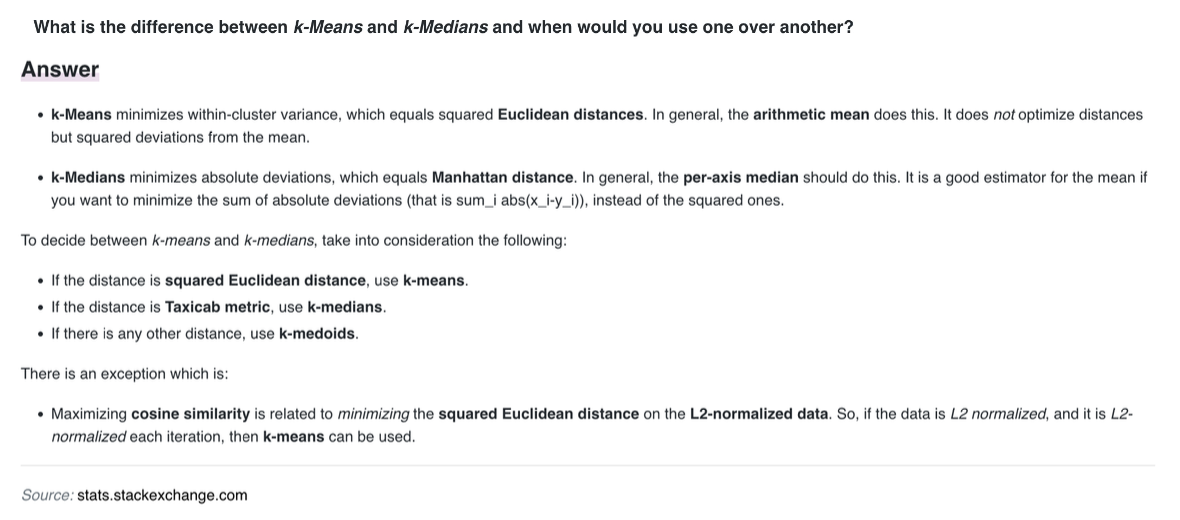 What is the difference between k-Means and k-Medians and when would you use one over another?
Answer
• k-Means minimizes within-cluster variance, which equals squared Euclidean distances. In general, the arithmetic mean does this. It does not optimize distances
but squared deviations from the mean.
• k-Medians minimizes absolute deviations, which equals Manhattan distance. In general, the per-axis median should do this. It is a good estimator for the mean if
you want to minimize the sum of absolute deviations (that is sum_i abs(x_i-y_i)), instead of the squared ones.
To decide between k-means and k-medians, take into consideration the following:
• If the distance is squared Euclidean distance, use k-means.
• If the distance is Taxicab metric, use k-medians.
• If there is any other distance, use k-medoids.
There is an exception which is:
• Maximizing cosine similarity is related to minimizing the squared Euclidean distance on the L2-normalized data. So, if the data is L2 normalized, and it is L2-
normalized each iteration, then k-means can be used.
Source: stats.stackexchange.com